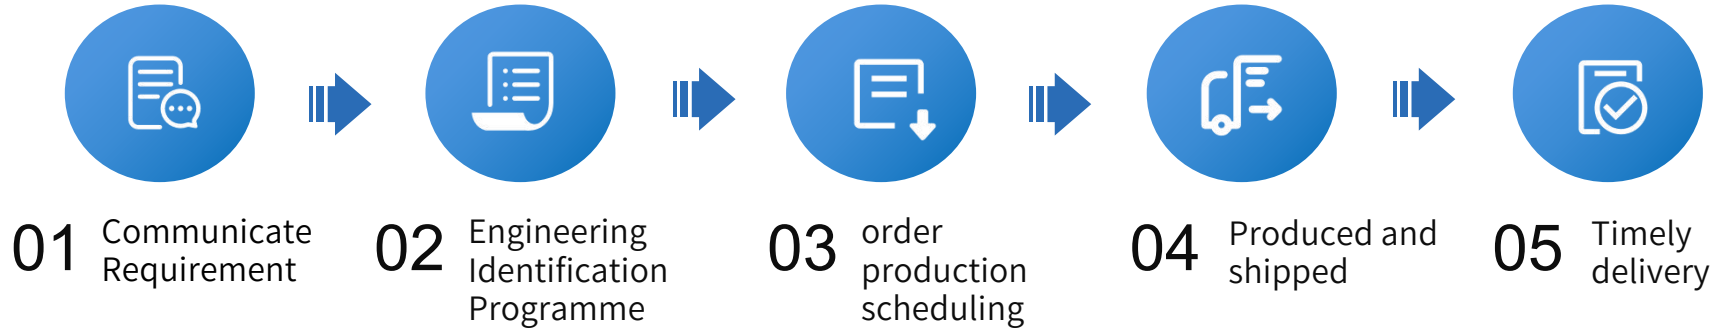 01 Communicate
Requirement
02 Engineering
Identification
Programme
03 order
production
scheduling
04 Produced and
shipped
05 Timely
delivery